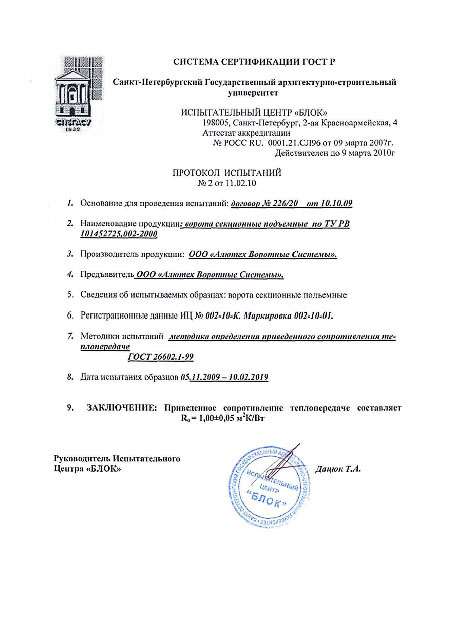 СИСТЕМА СЕРТИФИКАЦИИ ГОСТ Р
Санкт-Петербургский Государственный архитектурно-строительный
университет
СПбГАСУ
1832
ИСПЫТАТЕЛЬНЫЙ ЦЕНТР «БЛОК»
198005, Санкт-Петербург, 2-ая Красноармейская, 4
Аттестат аккредитации
№ РОСС RU. 0001.21.СЛ96 от 09 марта 2007г.
Действителен до 9 марта 2010г
ПРОТОКОЛ ИСПЫТАНИЙ
№ 2 от 11.02.10
1. Основание для проведения испытаний: договор № 226/20 от 10.10.09
2. Наименование продукции: ворота секционные подъемные по ТУ РВ
101452725.002-2000
3. Производитель продукции: ООО «Алютех Воротные Системы».
4. Предъявитель ООО «Алютех Воротные Системы».
5. Сведения об испытываемых образцах: ворота секционные подъемные
6. Регистрационные данные ИЦ № 002-10-К. Маркировка 002-10-01.
7. Методики испытаний методика определения приведенного сопротивления те-
плопередаче
ГОСТ 26602.1-99
8. Дата испытания образцов 05.11.2009 – 10.02.2019
9. ЗАКЛЮЧЕНИЕ: Приведенное сопротивление теплопередаче составляет
Rо = 1,00±0,05 м²К/Вт
Руководитель Испытательного
Центра «БЛОК»
Дацюк Т.А.
ИСПЫТАТЕЛЬНЫЙ
ЦЕНТР
"БЛОК"